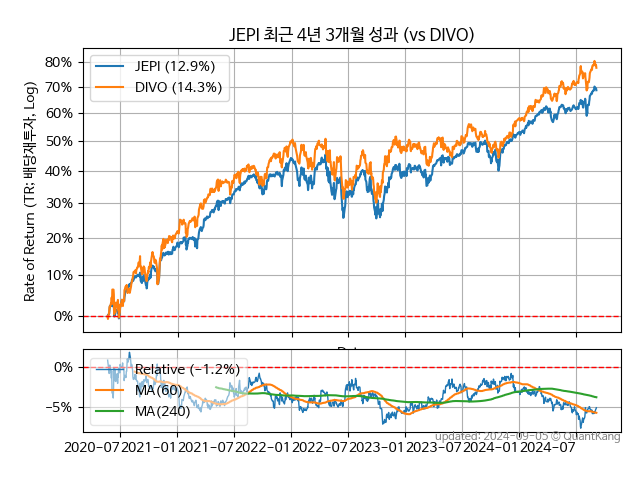 JEPI 최근 4년 3개월 성과 (vs DIVO)
Rate of Return (TR: 배당재투자, Log)
80%
70%
60%
50%
40%
30%
20%
10%
0%
JEPI (12.9%)
DIVO (14.3%)
0%
−5%
Relative (−1.2%)
MA(60)
MA(240)
2020-07 2021-01 2021-07 2022-01 2022-07 2023-01 2023-07 2024-01 2024-07
updated: 2024-09-05 © QuantKang